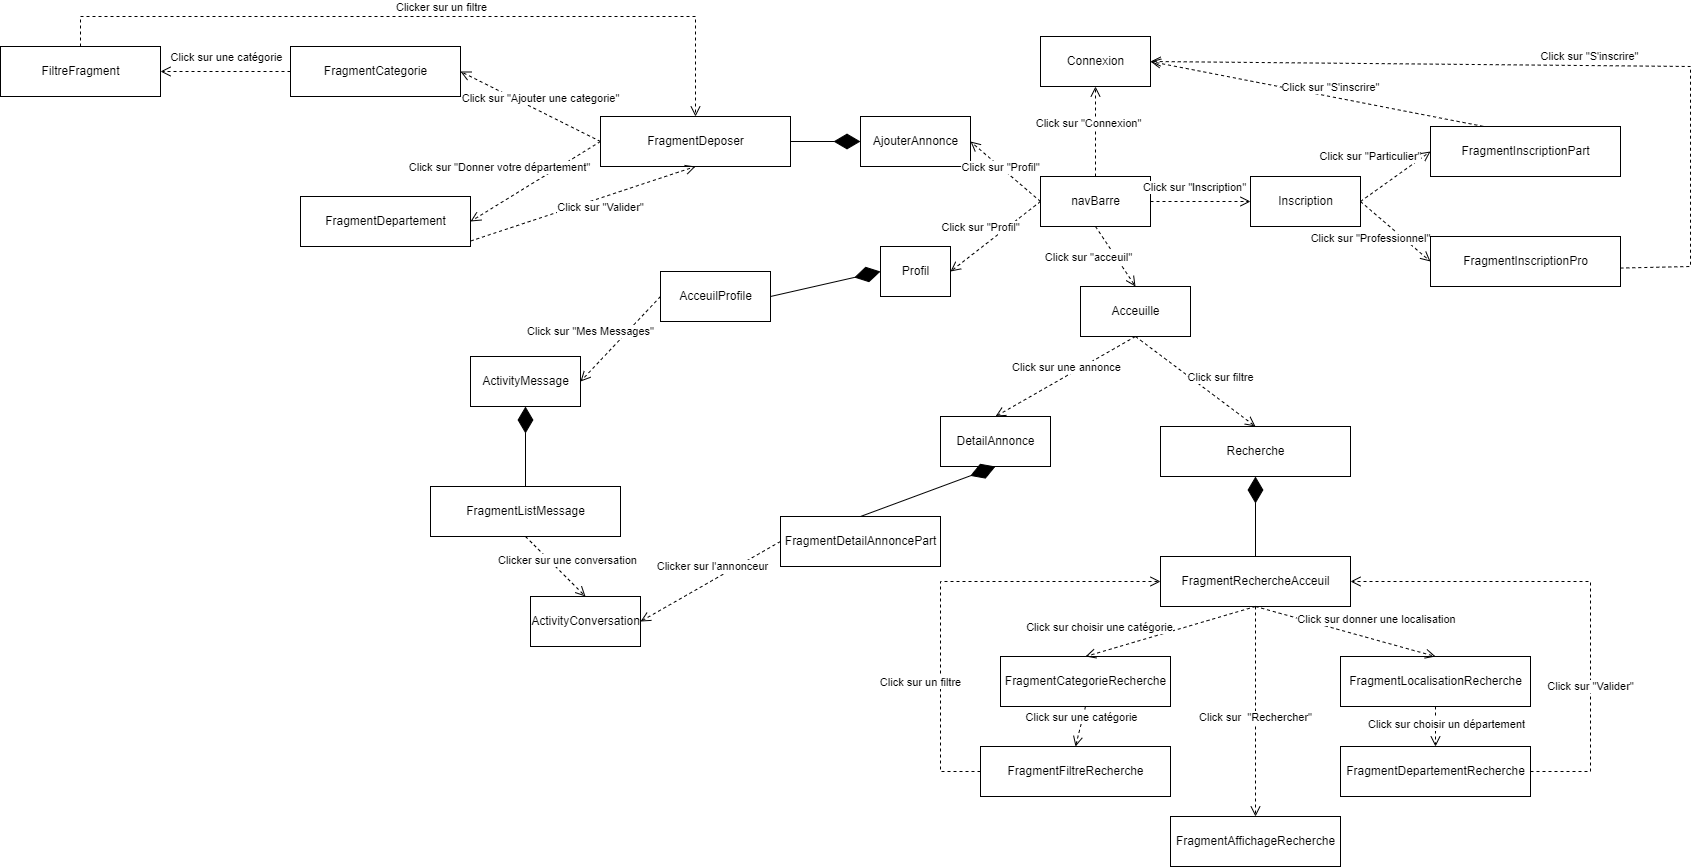 Clicker sur un filtre
FiltreFragment
Click sur une catégorie
FragmentCategorie
Click sur "Ajouter une categorie"
FragmentDeposer
AjouterAnnonce
Connexion
Click sur "S'inscrire"
Click sur "S'inscrire"
Click sur "Connexion"
FragmentInscriptionPart
Click sur "Particulier"
Click sur "Donner votre département"
Click sur "Profil"
Click sur "Inscription"
navBarre
Inscription
FragmentDepartement
Click sur "Valider"
Click sur "Profil"
Click sur "Professionnel"
FragmentInscriptionPro
Click sur "acceuil"
Profil
AcceuilProfile
Acceuille
Click sur "Mes Messages"
ActivityMessage
Click sur une annonce
Click sur filtre
DetailAnnonce
Recherche
FragmentListMessage
FragmentDetailAnnoncePart
Clicker sur une conversation
Clicker sur l'annonceur
FragmentRechercheAcceuil
ActivityConversation
Click sur choisir une catégorie
Click sur donner une localisation
FragmentCategorieRecherche
FragmentLocalisationRecherche
Click sur un filtre
Click sur "Valider"
Click sur une catégorie
Click sur  "Rechercher"
Click sur choisir un département
FragmentFiltreRecherche
FragmentDepartementRecherche
FragmentAffichageRecherche